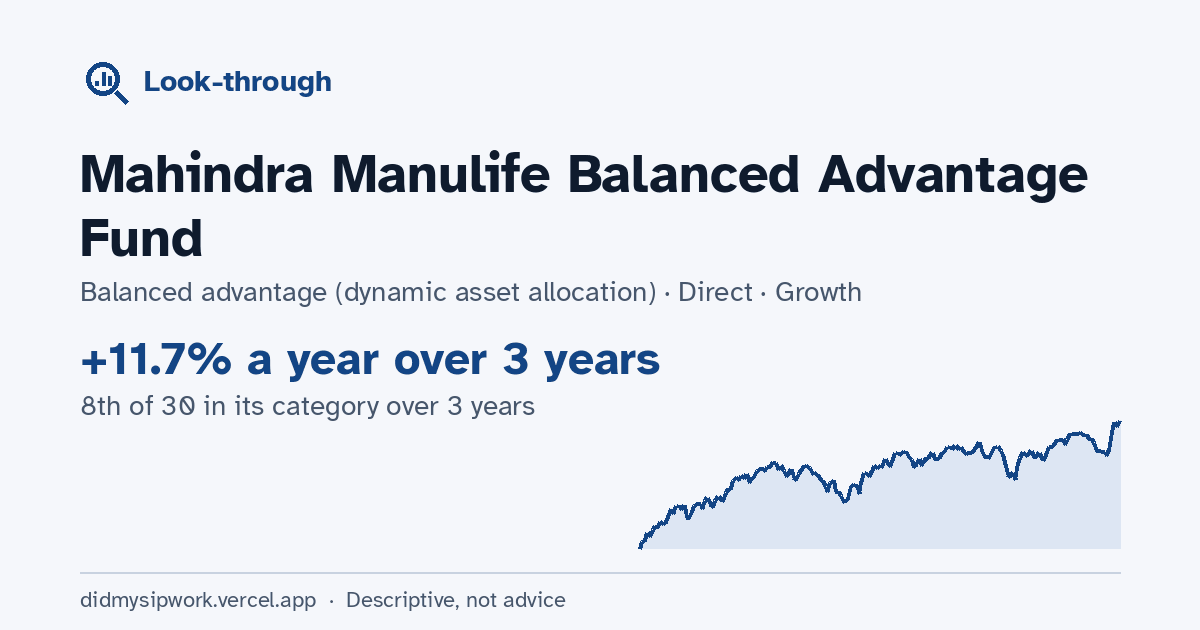 Look-through
Mahindra Manulife Balanced Advantage
Fund
Balanced advantage (dynamic asset allocation) · Direct · Growth
+11.7% a year over 3 years
8th of 30 in its category over 3 years
didmysipwork.vercel.app · Descriptive, not advice